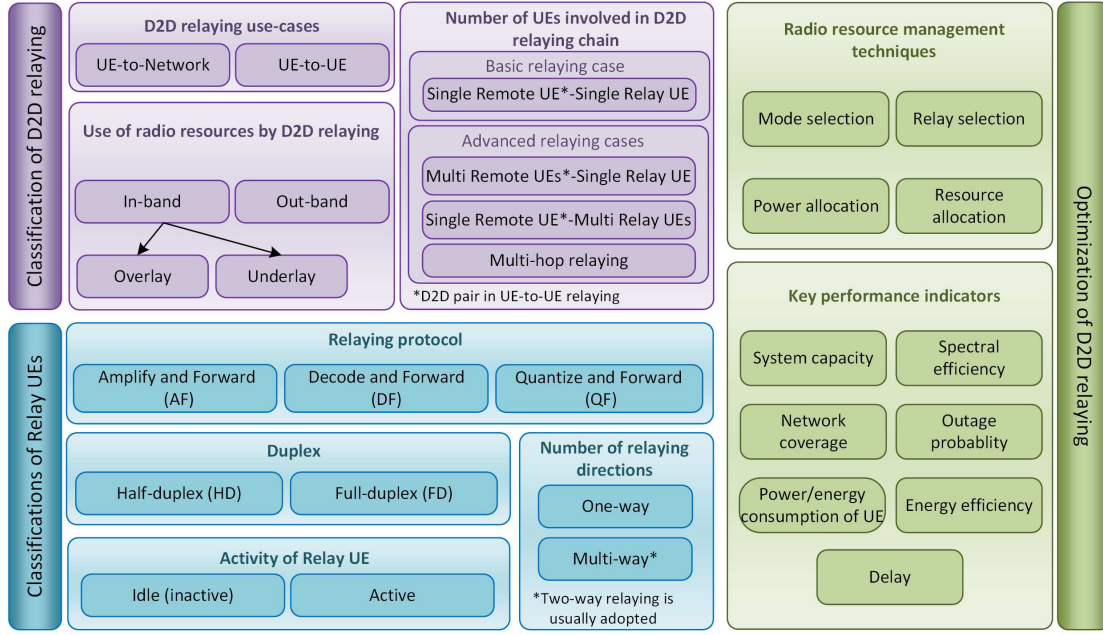 Classification of D2D relaying
D2D relaying use-cases
UE-to-Network
UE-to-UE
Use of radio resources by D2D relaying
In-band
Out-band
Overlay
Underlay
Number of UEs involved in D2D
relaying chain
Basic relaying case
Single Remote UE*-Single Relay UE
Advanced relaying cases
Multi Remote UEs*-Single Relay UE
Single Remote UE*-Multi Relay UEs
Multi-hop relaying
*D2D pair in UE-to-UE relaying
Classifications of Relay UEs
Relaying protocol
Amplify and Forward
(AF)
Decode and Forward
(DF)
Quantize and Forward
(QF)
Duplex
Half-duplex (HD)
Full-duplex (FD)
Activity of Relay UE
Idle (inactive)
Active
Number of relaying
directions
One-way
Multi-way*
*Two-way relaying is
usually adopted
Optimization of D2D relaying
Radio resource management
techniques
Mode selection
Relay selection
Power allocation
Resource
allocation
Key performance indicators
System capacity
Spectral
efficiency
Network
coverage
Outage
probablity
Power/energy
consumption of UE
Energy efficiency
Delay